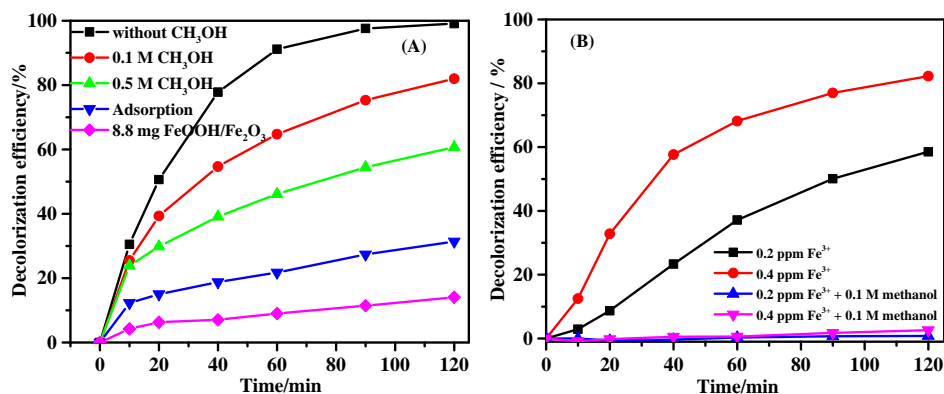 (A)
without CH₃OH
0.1 M CH₃OH
0.5 M CH₃OH
Adsorption
8.8 mg FeOOH/Fe₂O₃
Decolorization efficiency/%
100
80
60
40
20
0
0 20 40 60 80 100 120
Time/min
(B)
0.2 ppm Fe³⁺
0.4 ppm Fe³⁺
0.2 ppm Fe³⁺ + 0.1 M methanol
0.4 ppm Fe³⁺ + 0.1 M methanol
Decolorization efficiency / %
100
80
60
40
20
0
0 20 40 60 80 100 120
Time/min